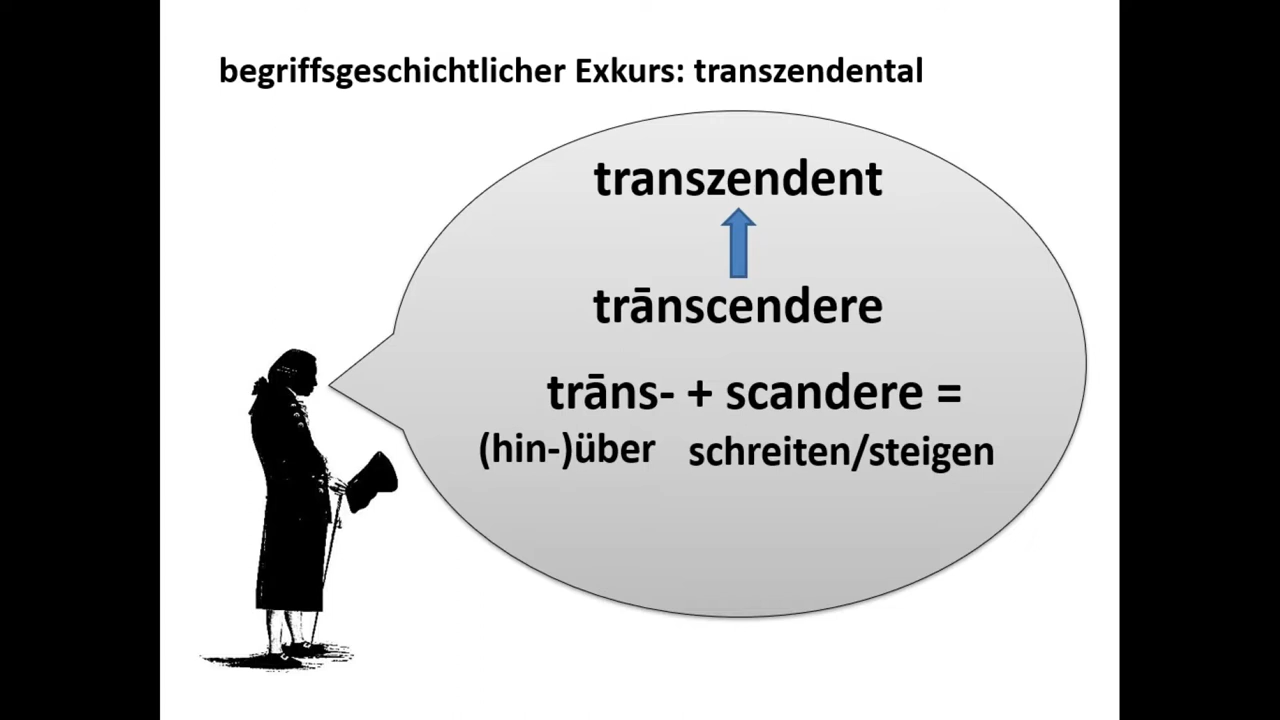 begriffsgeschichtlicher Exkurs: transzendental
transzendent
trānscendere
trāns- + scandere =
(hin-)über schreiten/steigen